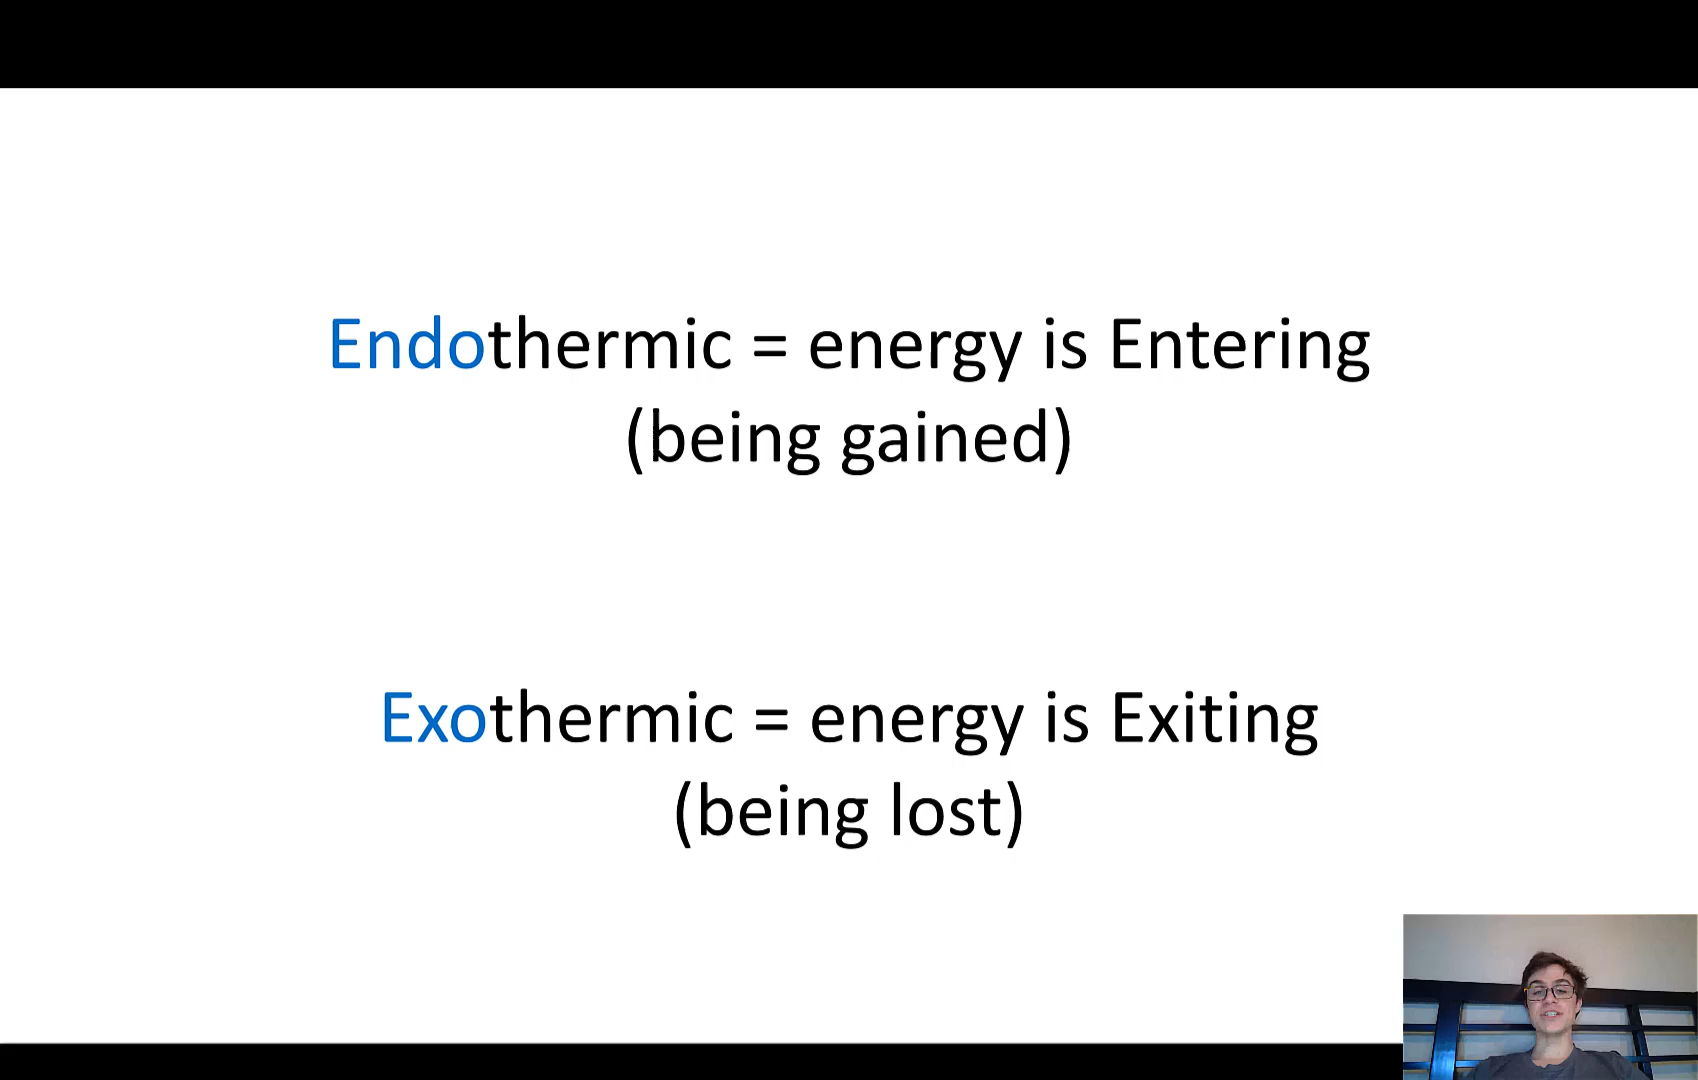 Endothermic = energy is Entering
(being gained)
Exothermic = energy is Exiting
(being lost)